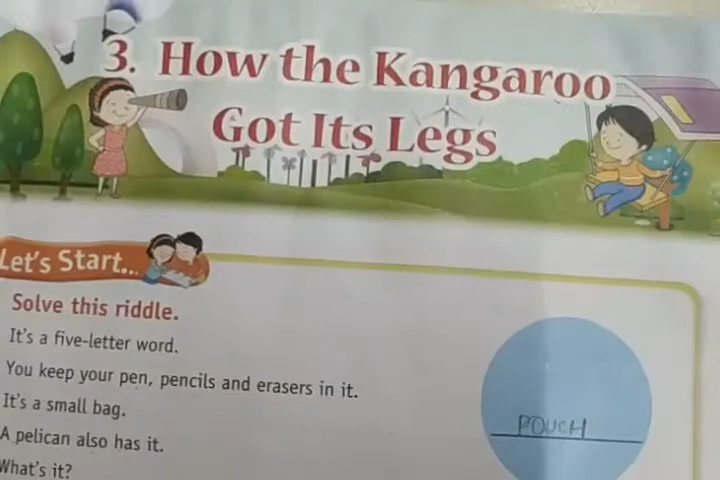 3. How the Kangaroo
Got Its Legs
Let's Start...
Solve this riddle.
It's a five-letter word.
You keep your pen, pencils and erasers in it.
It's a small bag.
A pelican also has it.
What's it?
POUCH